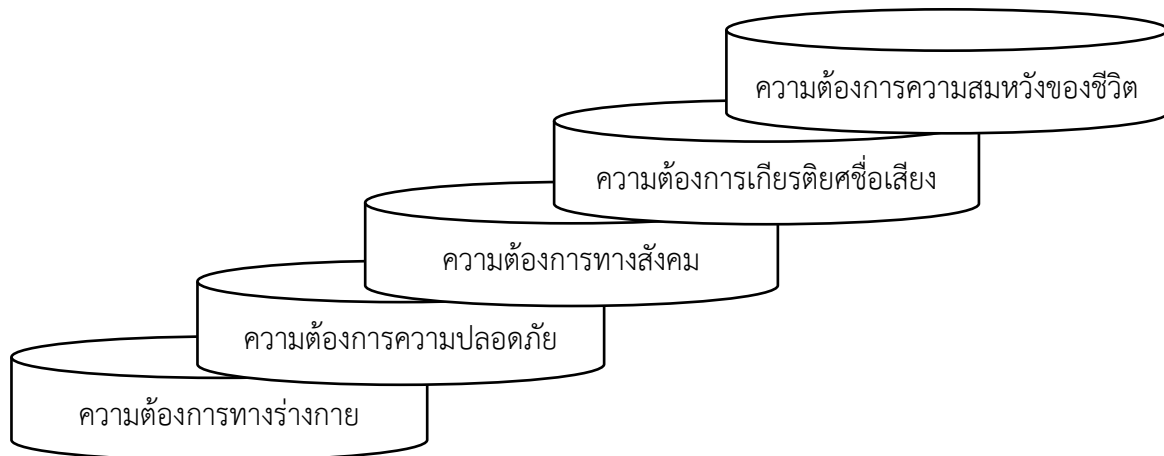 ความต้องการความสมหวังของชีวิต
ความต้องการเกียรติยศชื่อเสียง
ความต้องการทางสังคม
ความต้องการความปลอดภัย
ความต้องการทางร่างกาย